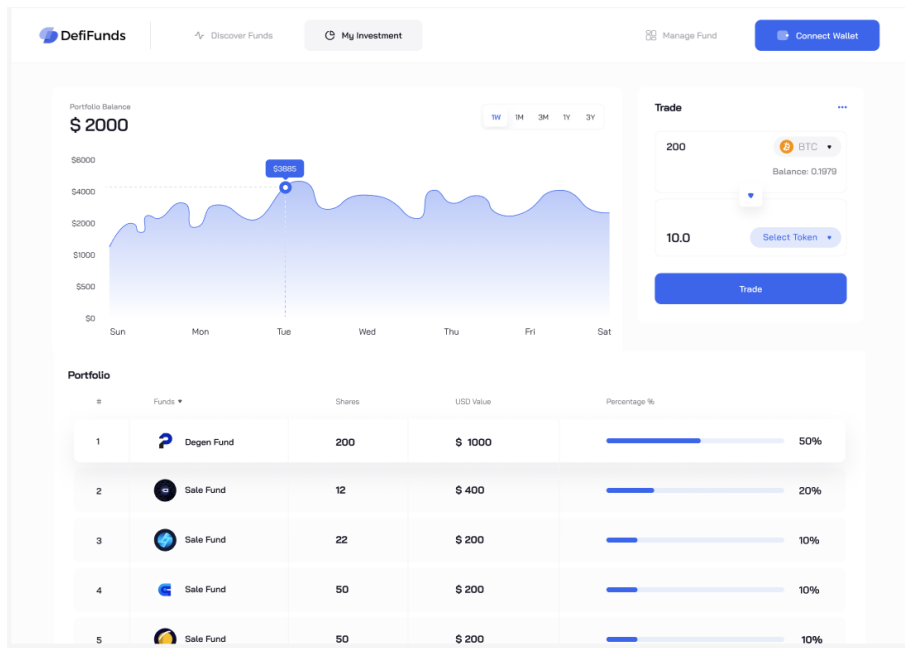 DefiFunds
Discover Funds
My Investment
Manage Fund
Connect Wallet
Portfolio Balance
$ 2000
1W 1M 3M 1Y 3Y
$6000
$4000
$2000
$1000
$500
$0
$3885
Sun Mon Tue Wed Thu Fri Sat
Trade
200 BTC
Balance: 0.1979
10.0 Select Token
Trade
Portfolio
# Funds Shares USD Value Percentage %
1 Degen Fund 200 $ 1000 50%
2 Sale Fund 12 $ 400 20%
3 Sale Fund 22 $ 200 10%
4 Sale Fund 50 $ 200 10%
5 Sale Fund 50 $ 200 10%